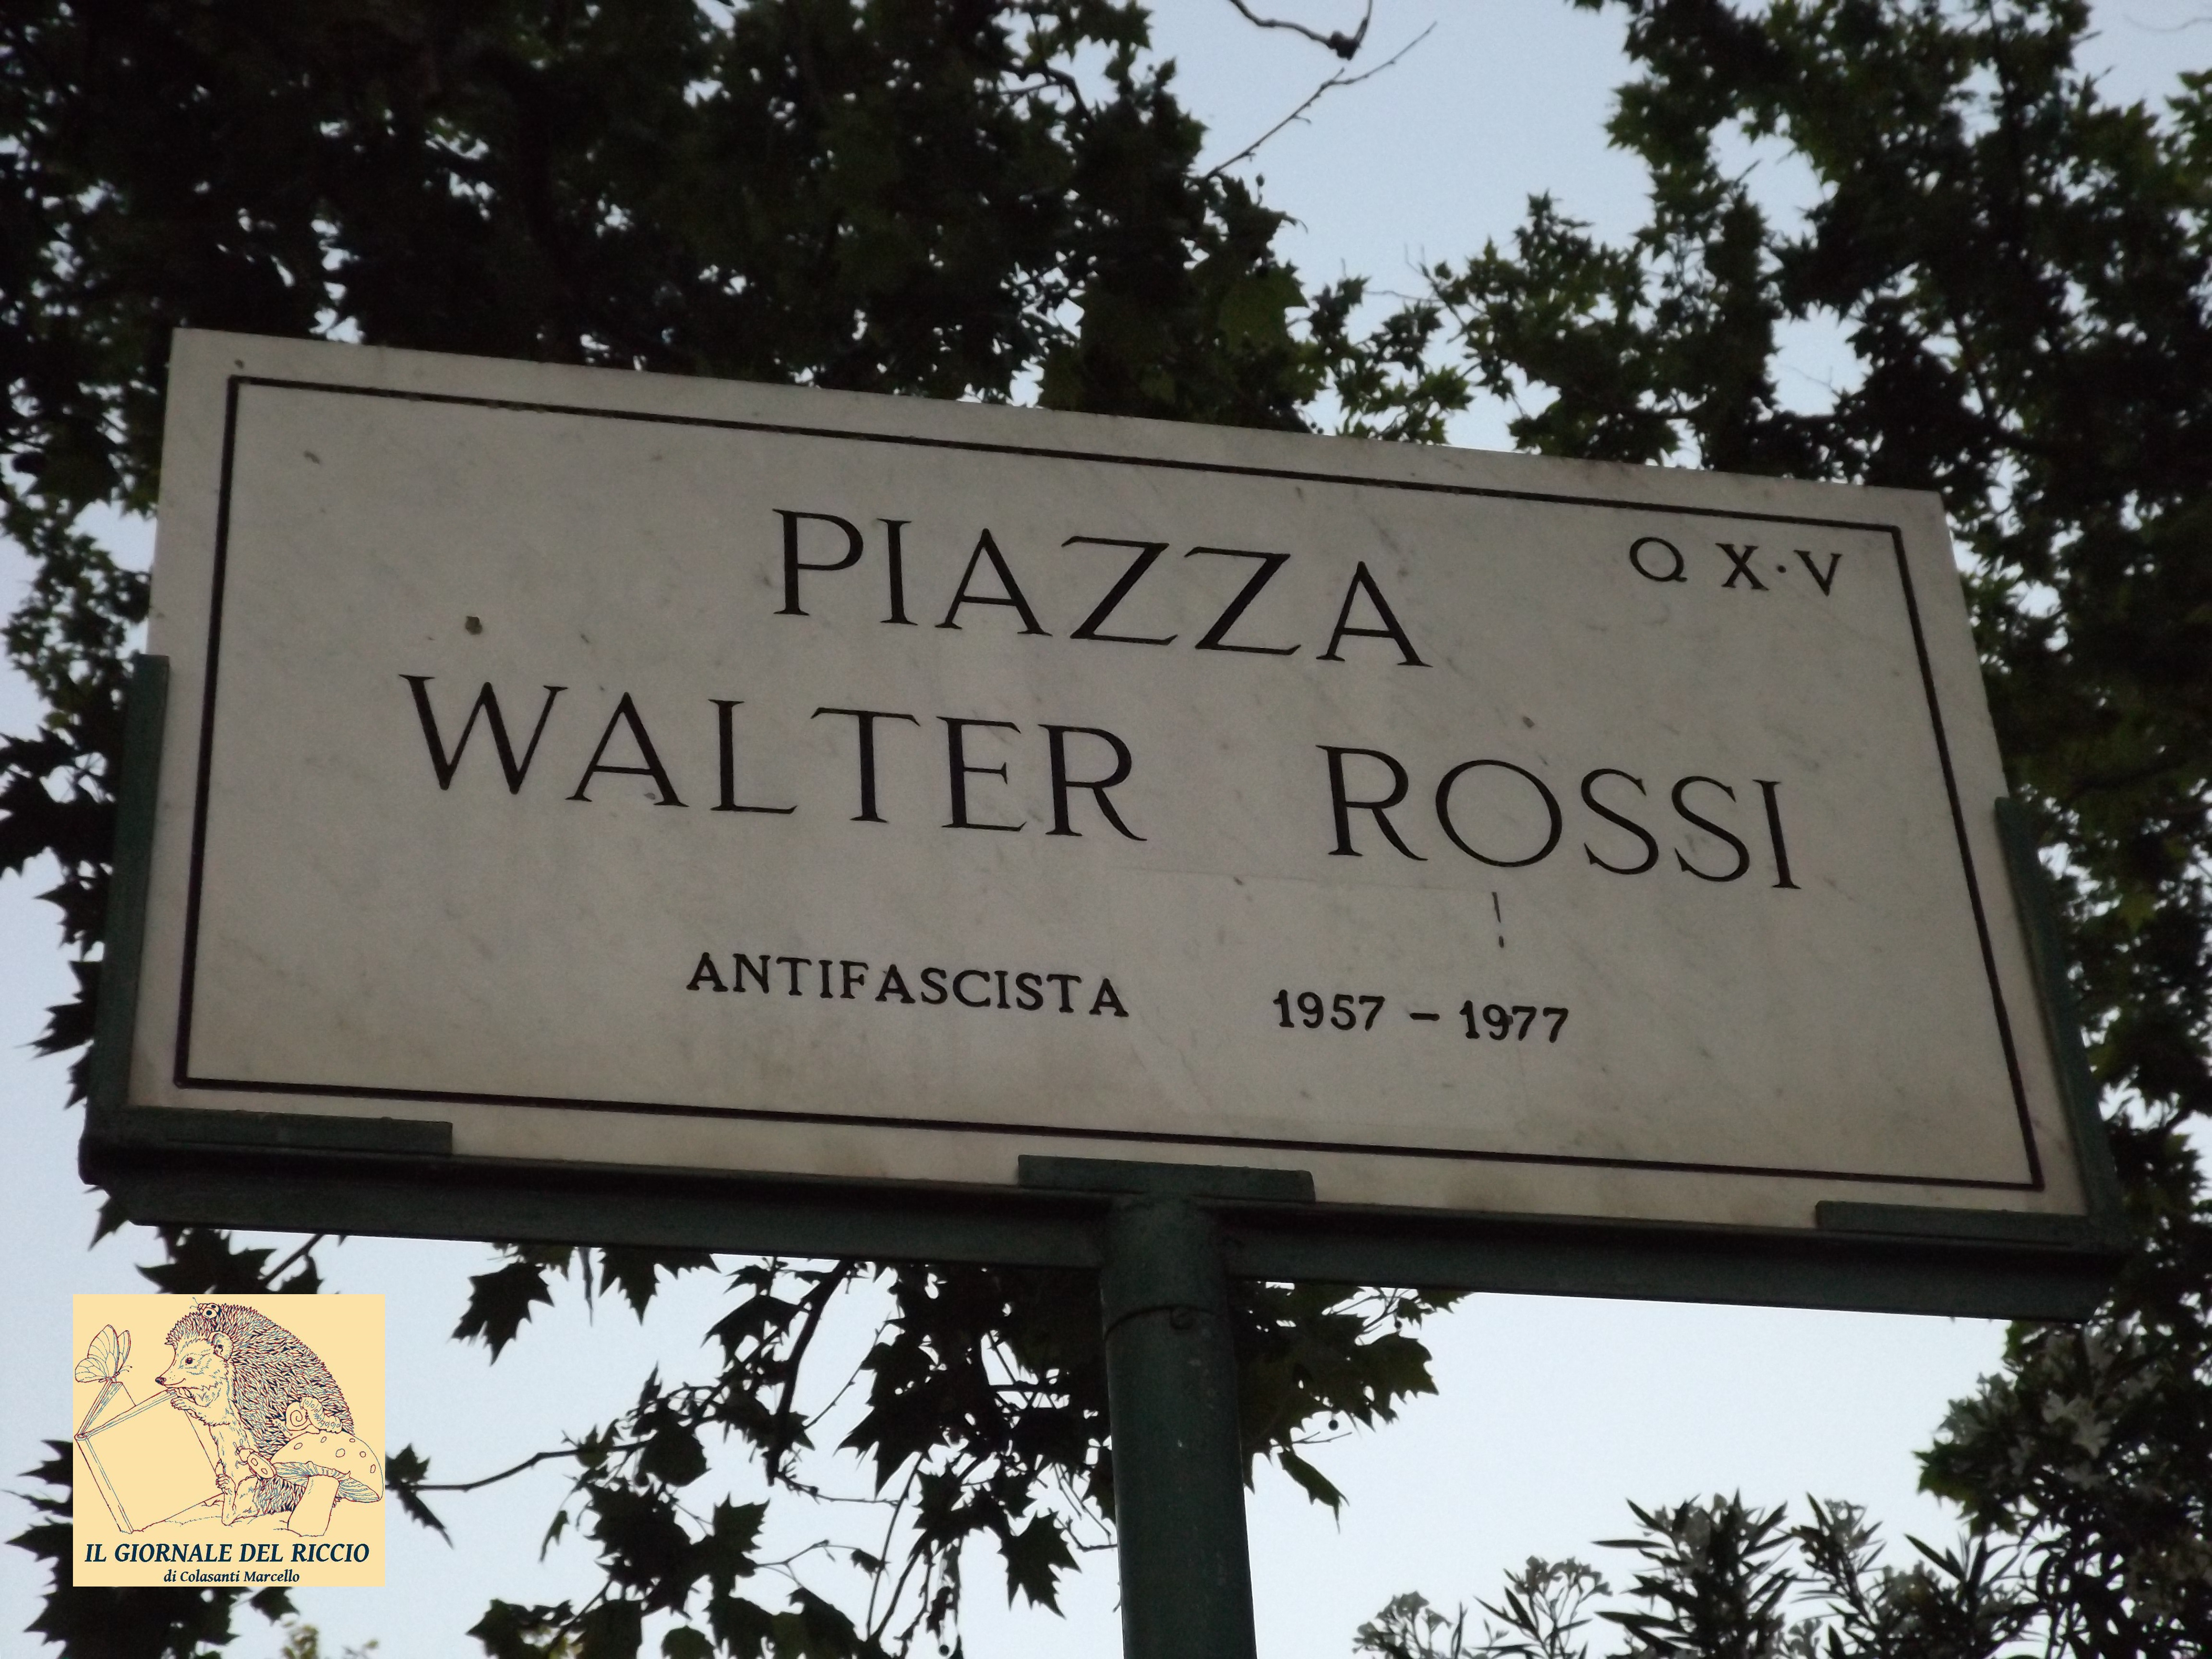 PIAZZA
Q X·V
WALTER ROSSI
ANTIFASCISTA 1957 - 1977
IL GIORNALE DEL RICCIO
di Colasanti Marcello